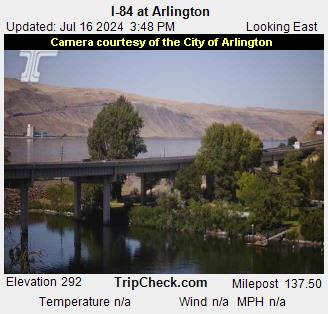 I-84 at Arlington
Updated: Jul 16 2024 3:48 PM Looking East
Camera courtesy of the City of Arlington
Elevation 292 TripCheck.com Milepost 137.50
Temperature n/a Wind n/a MPH n/a